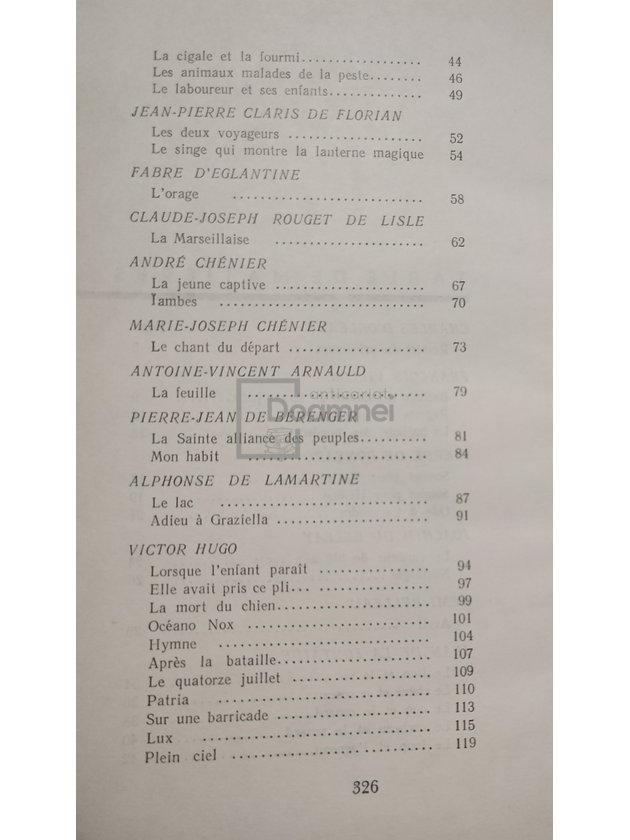 La cigale et la fourmi.................. 44
Les animaux malades de la peste........ 46
Le laboureur et ses enfants.............. 49
JEAN-PIERRE CLARIS DE FLORIAN
Les deux voyageurs .................... 52
Le singe qui montre la lanterne magique 54
FABRE D'EGLANTINE
L'orage ............................ 58
CLAUDE-JOSEPH ROUGET DE LISLE
La Marseillaise ...................... 62
ANDRÉ CHÉNIER
La jeune captive ...................... 67
Ïambes .............................. 70
MARIE-JOSEPH CHÉNIER
Le chant du départ .................... 73
ANTOINE-VINCENT ARNAULD
La feuille ...................... 79
anticariat
Doamnei
PIERRE-JEAN DE BÉRENGER
La Sainte alliance des peuples.......... 81
Mon habit .......................... 84
ALPHONSE DE LAMARTINE
Le lac .............................. 87
Adieu à Graziella ...................... 91
VICTOR HUGO
Lorsque l'enfant paraît ................ 94
Elle avait pris ce pli... ................ 97
La mort du chien...................... 99
Océano Nox .......................... 101
Hymne .............................. 104
Après la bataille...................... 107
Le quatorze juillet .................... 109
Patria .............................. 110
Sur une barricade ...................... 113
Lux ................................ 115
Plein ciel ............................ 119
326